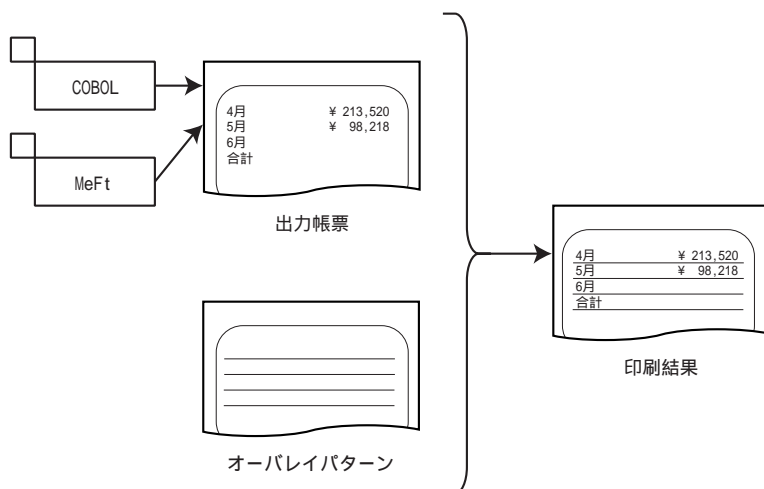 COBOL
MeFt
4月 ¥ 213,520
5月 ¥ 98,218
6月
合計
出力帳票
オーバレイパターン
4月 ¥ 213,520
5月 ¥ 98,218
6月
合計
印刷結果